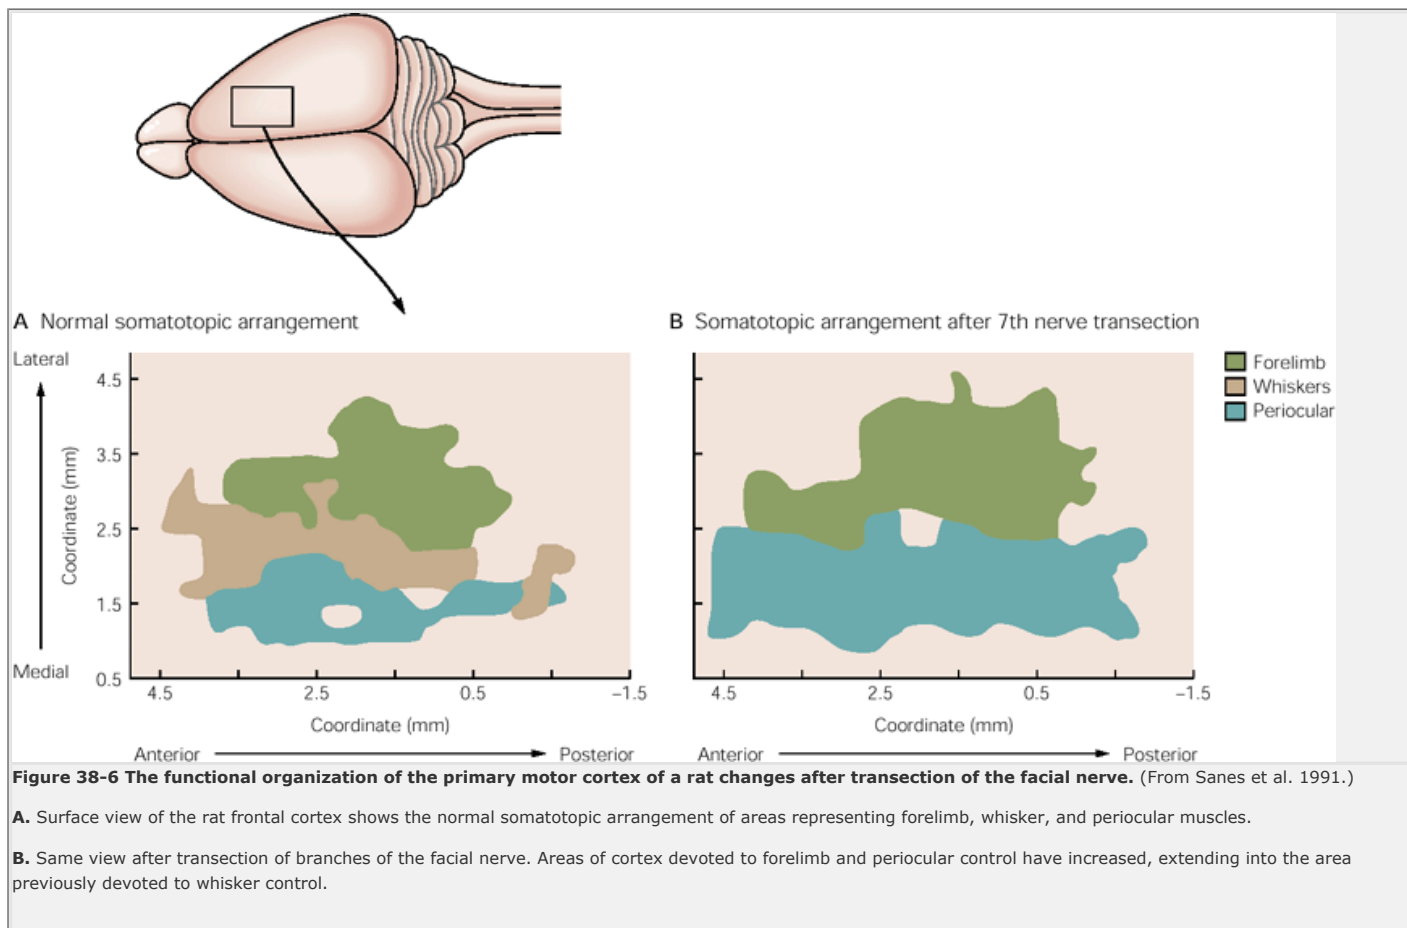 A Normal somatotopic arrangement
Lateral
4.5
3.5
2.5
1.5
0.5
Coordinate (mm)
Medial
4.5 2.5 0.5 –1.5
Coordinate (mm)
Anterior Posterior
B Somatotopic arrangement after 7th nerve transection
Forelimb
Whiskers
Periocular
4.5 2.5 0.5 –1.5
Coordinate (mm)
Anterior Posterior
Figure 38-6 The functional organization of the primary motor cortex of a rat changes after transection of the facial nerve. (From Sanes et al. 1991.)
A. Surface view of the rat frontal cortex shows the normal somatotopic arrangement of areas representing forelimb, whisker, and periocular muscles.
B. Same view after transection of branches of the facial nerve. Areas of cortex devoted to forelimb and periocular control have increased, extending into the area
previously devoted to whisker control.